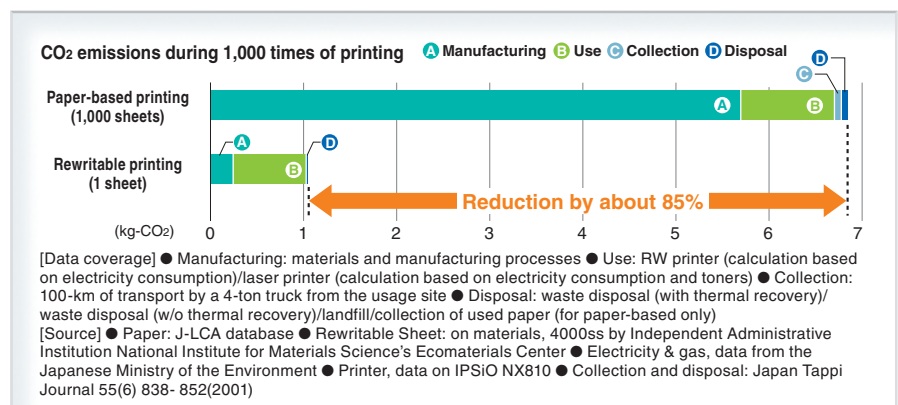 CO2 emissions during 1,000 times of printing A Manufacturing B Use C Collection D Disposal
D
C
Paper-based printing
(1,000 sheets)
A B
A D
Rewritable printing
(1 sheet)
B
Reduction by about 85%
(kg-CO2) 0 1 2 3 4 5 6 7
[Data coverage] ● Manufacturing: materials and manufacturing processes ● Use: RW printer (calculation based
on electricity consumption)/laser printer (calculation based on electricity consumption and toners) ● Collection:
100-km of transport by a 4-ton truck from the usage site ● Disposal: waste disposal (with thermal recovery)/
waste disposal (w/o thermal recovery)/landfill/collection of used paper (for paper-based only)
[Source] ● Paper: J-LCA database ● Rewritable Sheet: on materials, 4000ss by Independent Administrative
Institution National Institute for Materials Science's Ecomaterials Center ● Electricity & gas, data from the
Japanese Ministry of the Environment ● Printer, data on IPSiO NX810 ● Collection and disposal: Japan Tappi
Journal 55(6) 838- 852(2001)